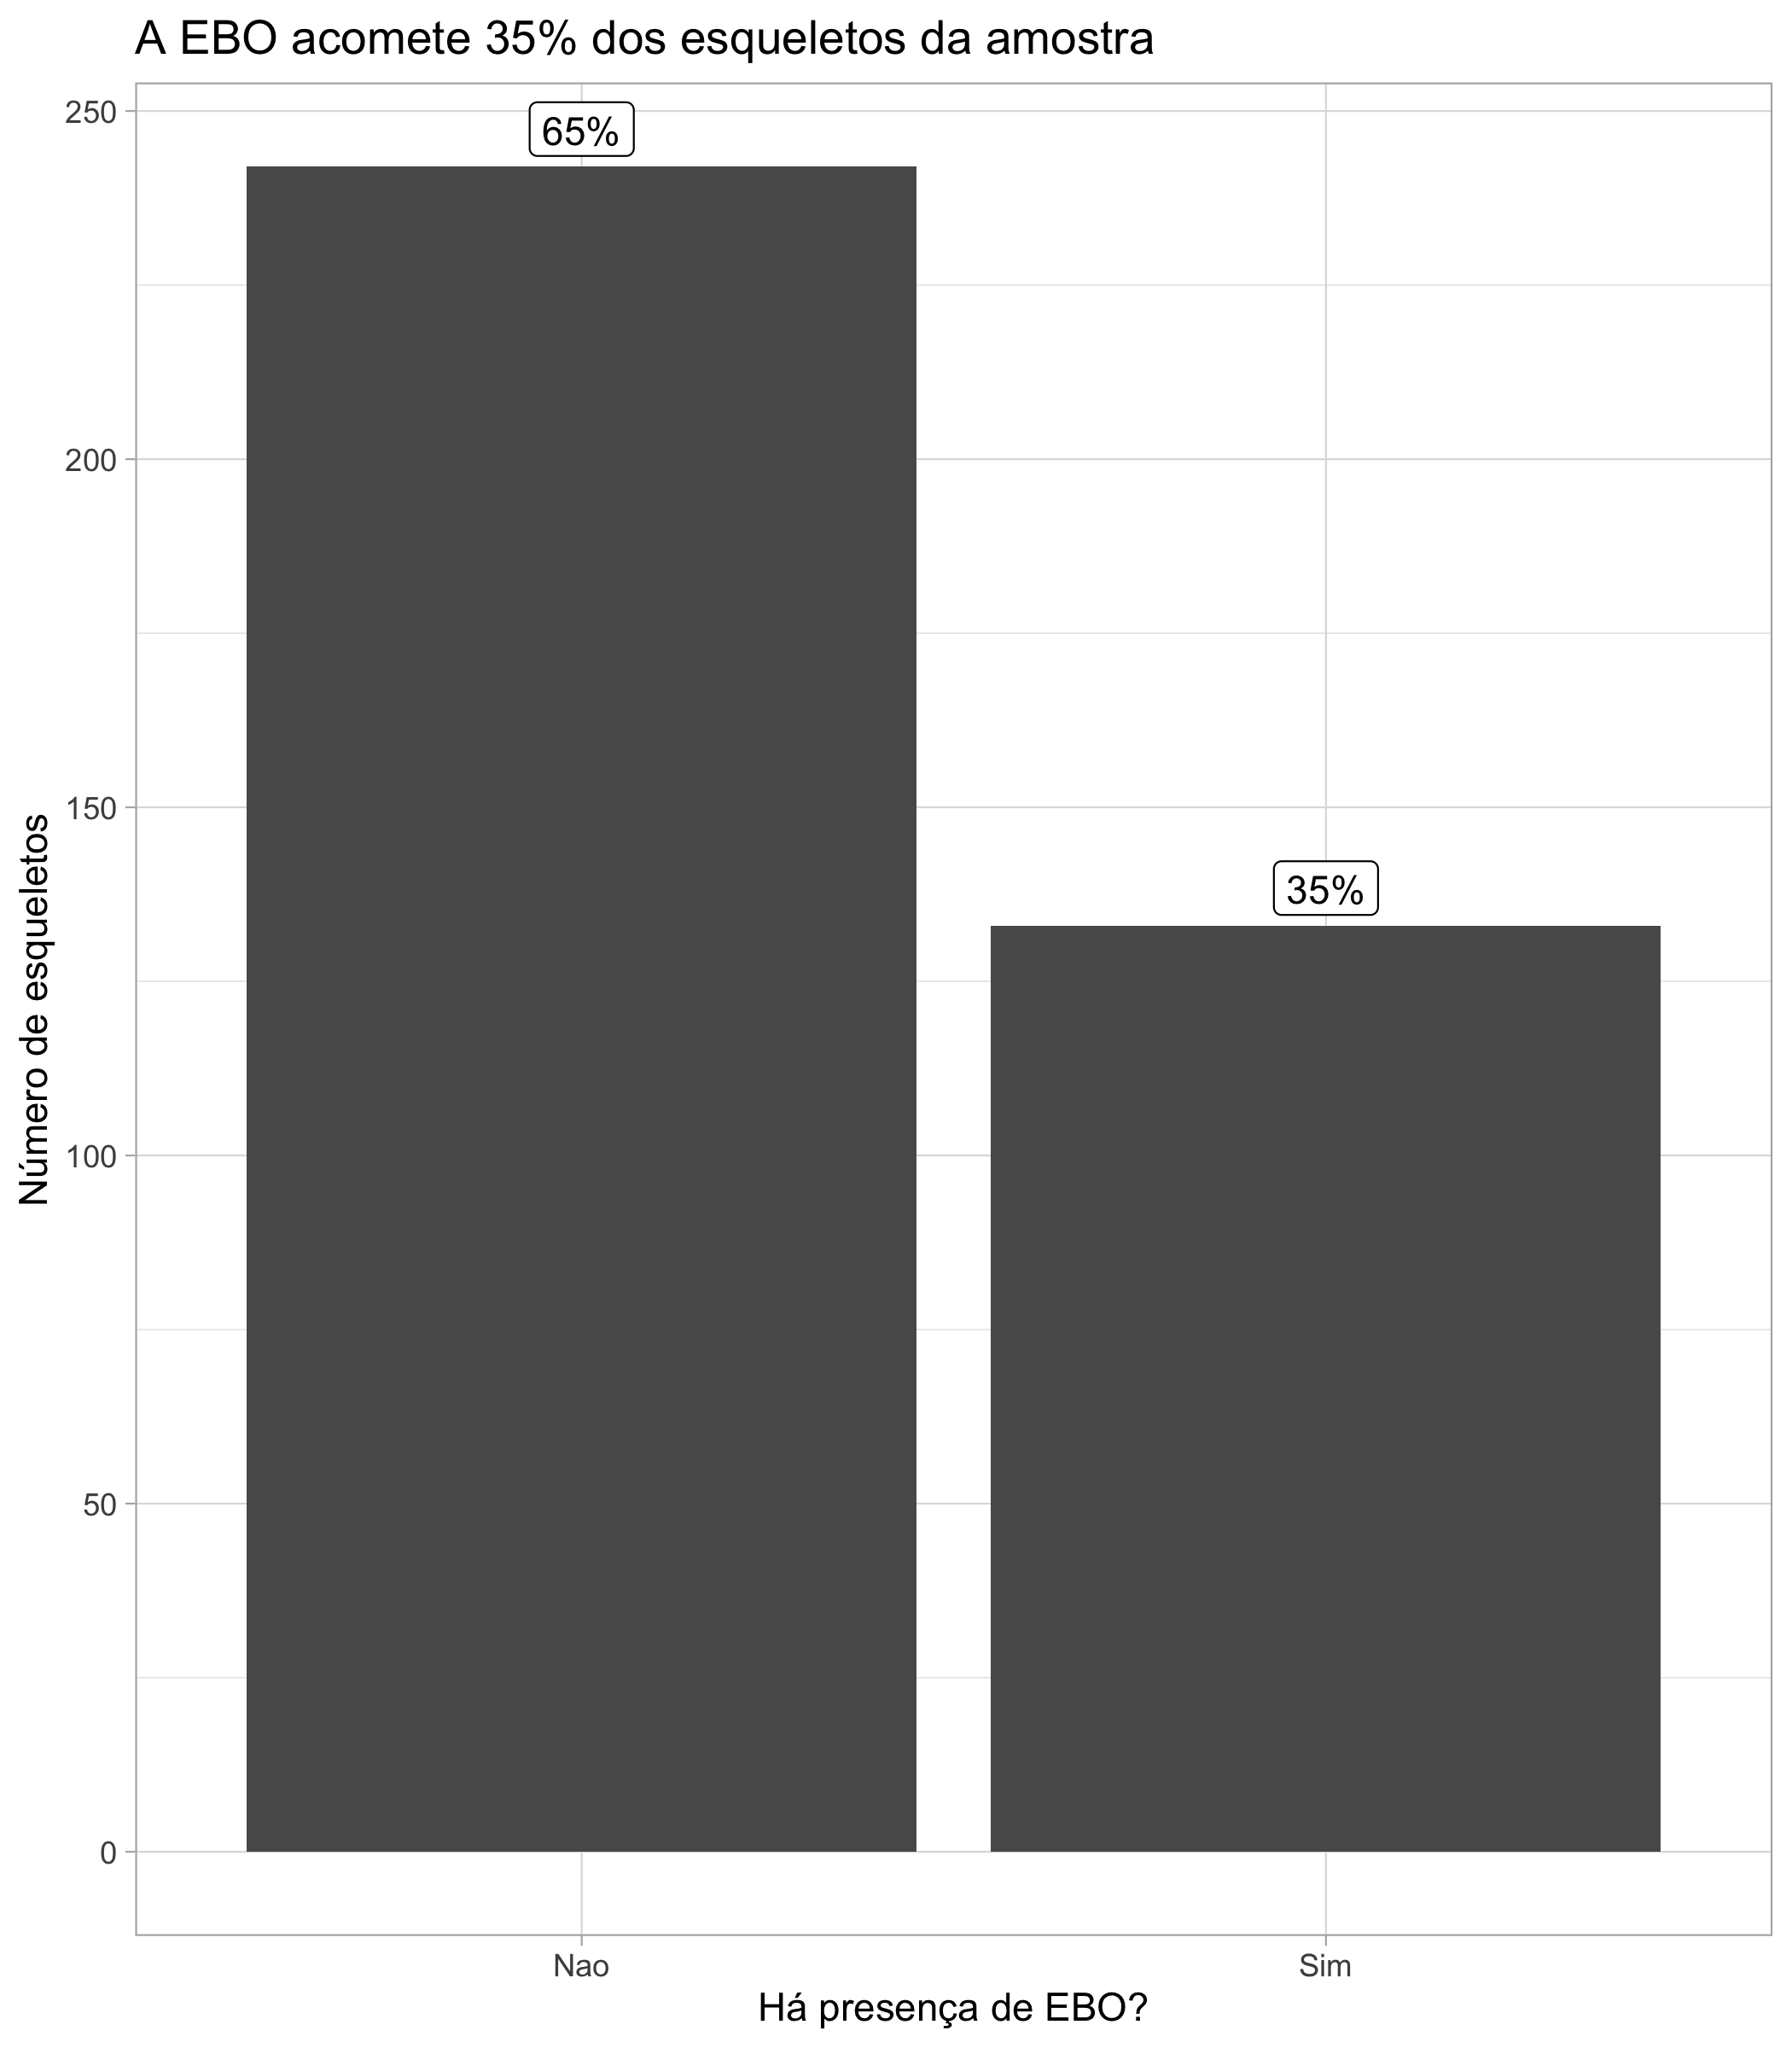 A EBO acomete 35% dos esqueletos da amostra
250
200
150
100
50
0
Número de esqueletos
65%
35%
Nao
Sim
Há presença de EBO?